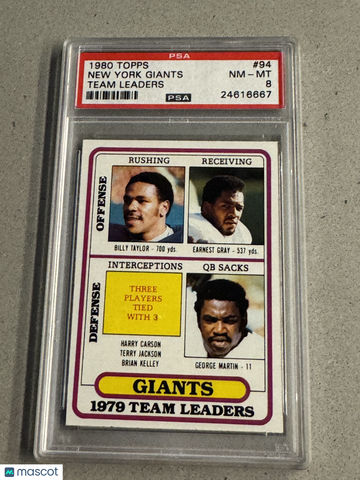 PSA
1980 TOPPS #94
NEW YORK GIANTS NM-MT
TEAM LEADERS 8
PSA 24616667
RUSHING RECEIVING
OFFENSE
BILLY TAYLOR - 700 yds. EARNEST GRAY - 537 yds.
INTERCEPTIONS QB SACKS
DEFENSE
THREE
PLAYERS
TIED
WITH 3
HARRY CARSON
TERRY JACKSON
BRIAN KELLEY
GEORGE MARTIN - 11
GIANTS
1979 TEAM LEADERS
mascot